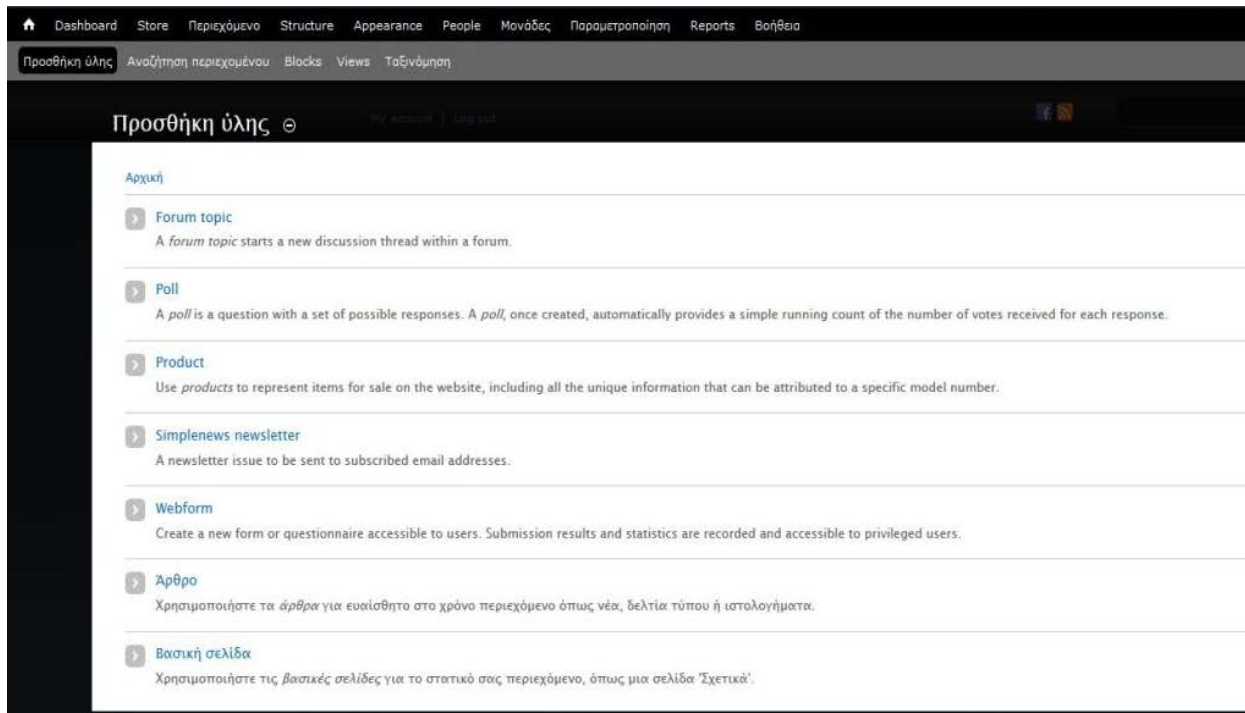 Dashboard Store Περιεχόμενο Structure Appearance People Μονάδες Παραμετροποίηση Reports Βοήθεια
Προσθήκη ύλης Αναζήτηση περιεχομένου Blocks Views Ταξινόμηση
Προσθήκη ύλης
My account | Log out
Αρχική
Forum topic
A forum topic starts a new discussion thread within a forum.
Poll
A poll is a question with a set of possible responses. A poll, once created, automatically provides a simple running count of the number of votes received for each response.
Product
Use products to represent items for sale on the website, including all the unique information that can be attributed to a specific model number.
Simplenews newsletter
A newsletter issue to be sent to subscribed email addresses.
Webform
Create a new form or questionnaire accessible to users. Submission results and statistics are recorded and accessible to privileged users.
Άρθρο
Χρησιμοποιήστε τα άρθρα για ευαίσθητο στο χρόνο περιεχόμενο όπως νέα, δελτία τύπου ή ιστολογήματα.
Βασική σελίδα
Χρησιμοποιήστε τις βασικές σελίδες για το στατικό σας περιεχόμενο, όπως μια σελίδα 'Σχετικά'.